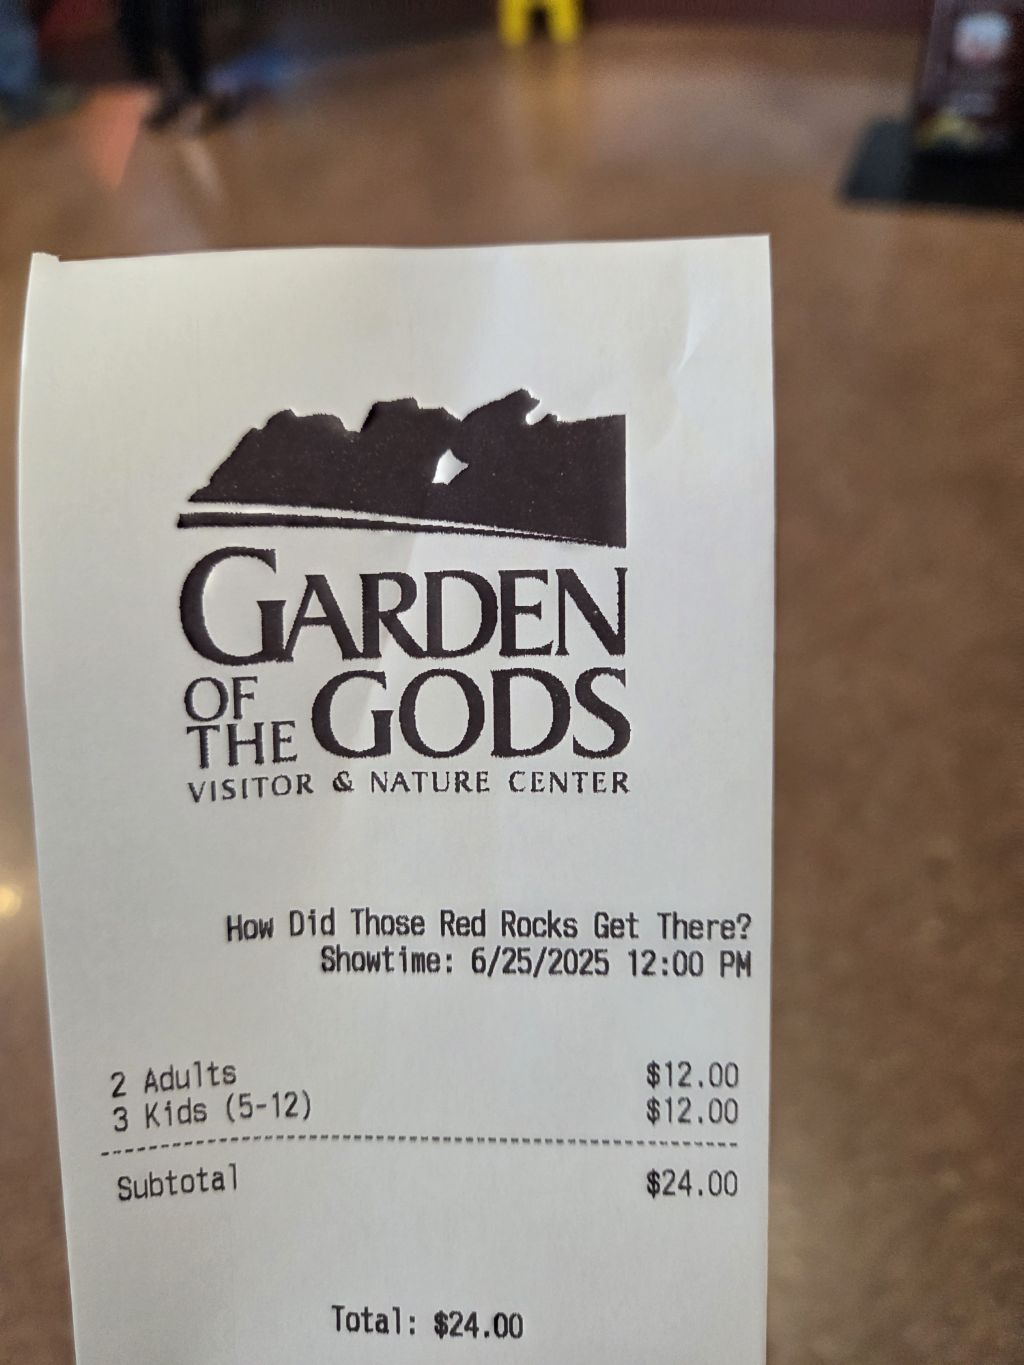 GARDEN
OF THE GODS
VISITOR & NATURE CENTER
How Did Those Red Rocks Get There?
Showtime: 6/25/2025 12:00 PM
2 Adults $12.00
3 Kids (5-12) $12.00
Subtotal $24.00
Total: $24.00